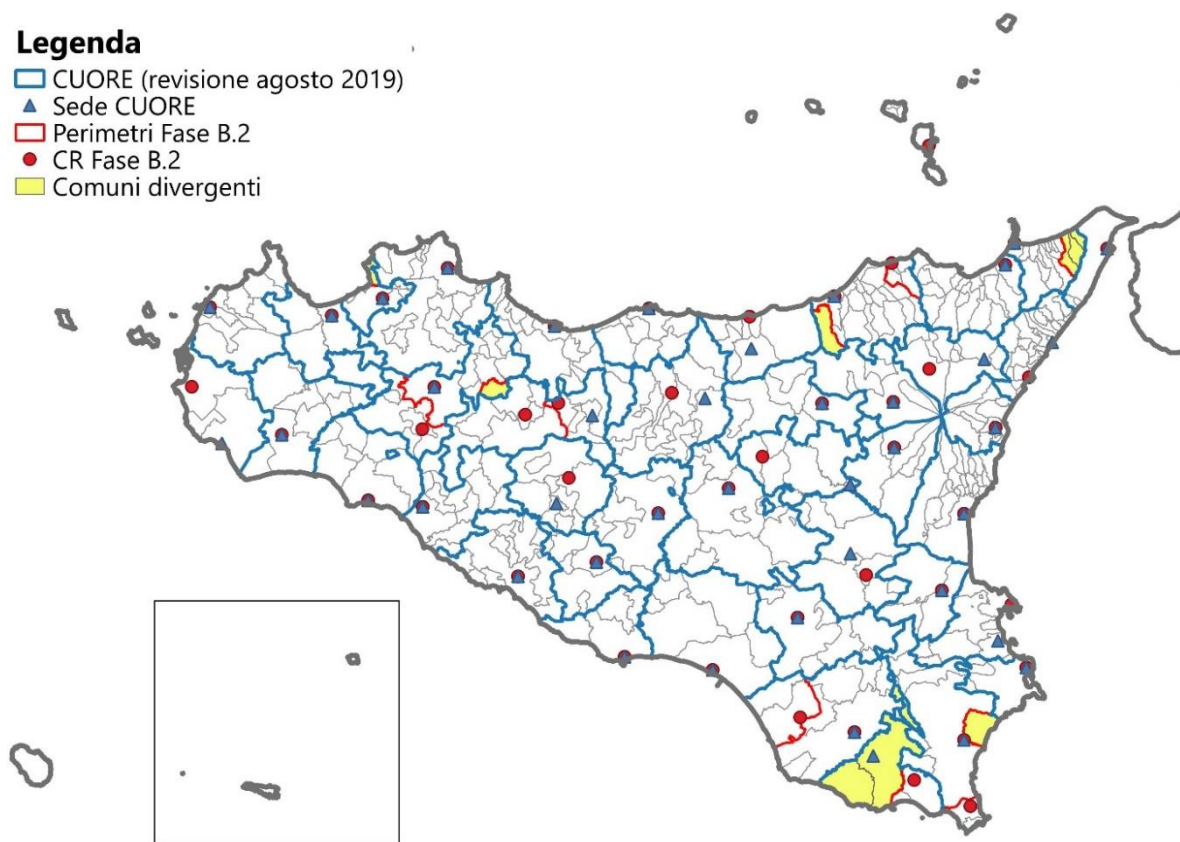 Legenda
CUORE (revisione agosto 2019)
Sede CUORE
Perimetri Fase B.2
CR Fase B.2
Comuni divergenti